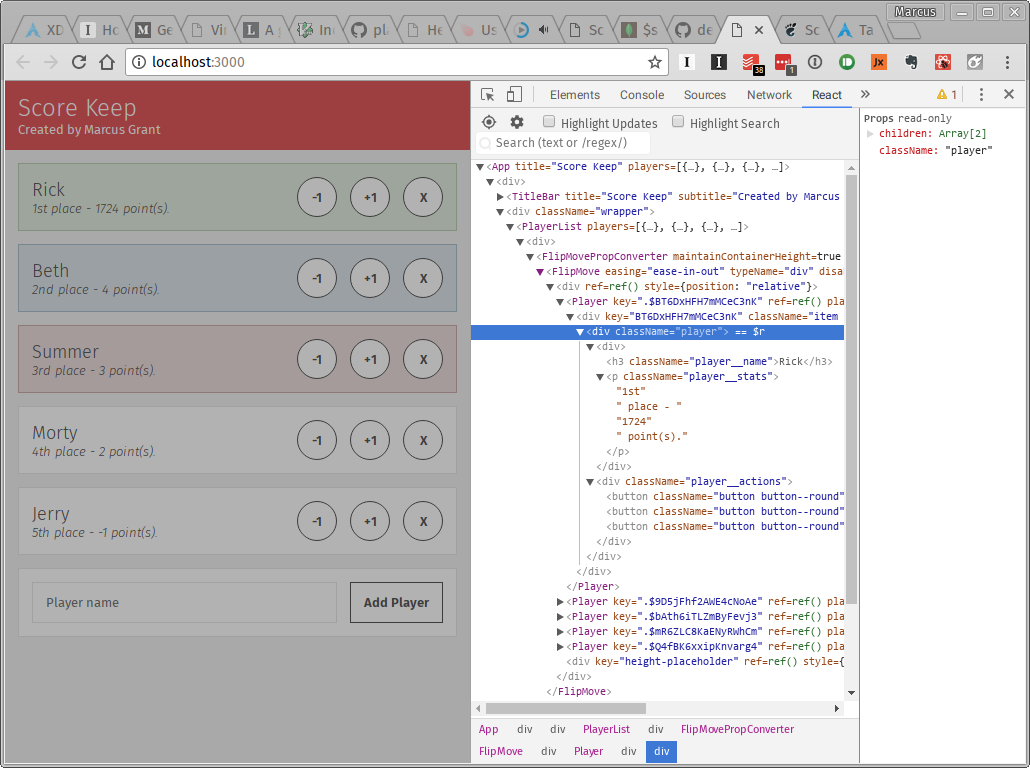 Marcus
XD
Ho
Ge
Vir
A g
In
pl
He
Us
Sc
$s
de
Sc
Ta
localhost:3000
38
1
Score Keep
Created by Marcus Grant
Rick
1st place - 1724 point(s).
-1
+1
X
Beth
2nd place - 4 point(s).
-1
+1
X
Summer
3rd place - 3 point(s).
-1
+1
X
Morty
4th place - 2 point(s).
-1
+1
X
Jerry
5th place - -1 point(s).
-1
+1
X
Player name
Add Player
Elements
Console
Sources
Network
React
1
Highlight Updates
Highlight Search
Search (text or /regex/)
<App title="Score Keep" players=[{…}, {…}, {…}, …]>
<div>
<TitleBar title="Score Keep" subtitle="Created by Marcus
<div className="wrapper">
<PlayerList players=[{…}, {…}, {…}, …]>
<div>
<FlipMovePropConverter maintainContainerHeight=true
<FlipMove easing="ease-in-out" typeName="div" disa
<div ref=ref() style={position: "relative"}>
<Player key=".$BT6DxHFH7mMCeC3nK" ref=ref() pla
<div key="BT6DxHFH7mMCeC3nK" className="item
<div className="player"> == $r
<div>
<h3 className="player__name">Rick</h3>
<p className="player__stats">
"1st"
" place - "
"1724"
" point(s)."
</p>
</div>
<div className="player__actions">
<button className="button button--round"
<button className="button button--round"
<button className="button button--round"
</div>
</div>
</div>
</Player>
<Player key=".$9D5jFhf2AWE4cNoAe" ref=ref() pla
<Player key=".$bAth6iTLZmByFevj3" ref=ref() pla
<Player key=".$mR6ZLC8KaENyRWhCm" ref=ref() pla
<Player key=".$Q4fBK6xxipKnvarg4" ref=ref() pla
<div key="height-placeholder" ref=ref() style={
</div>
</FlipMove>
App
div
div
PlayerList
div
FlipMovePropConverter
FlipMove
div
Player
div
div
Props read-only
children: Array[2]
className: "player"